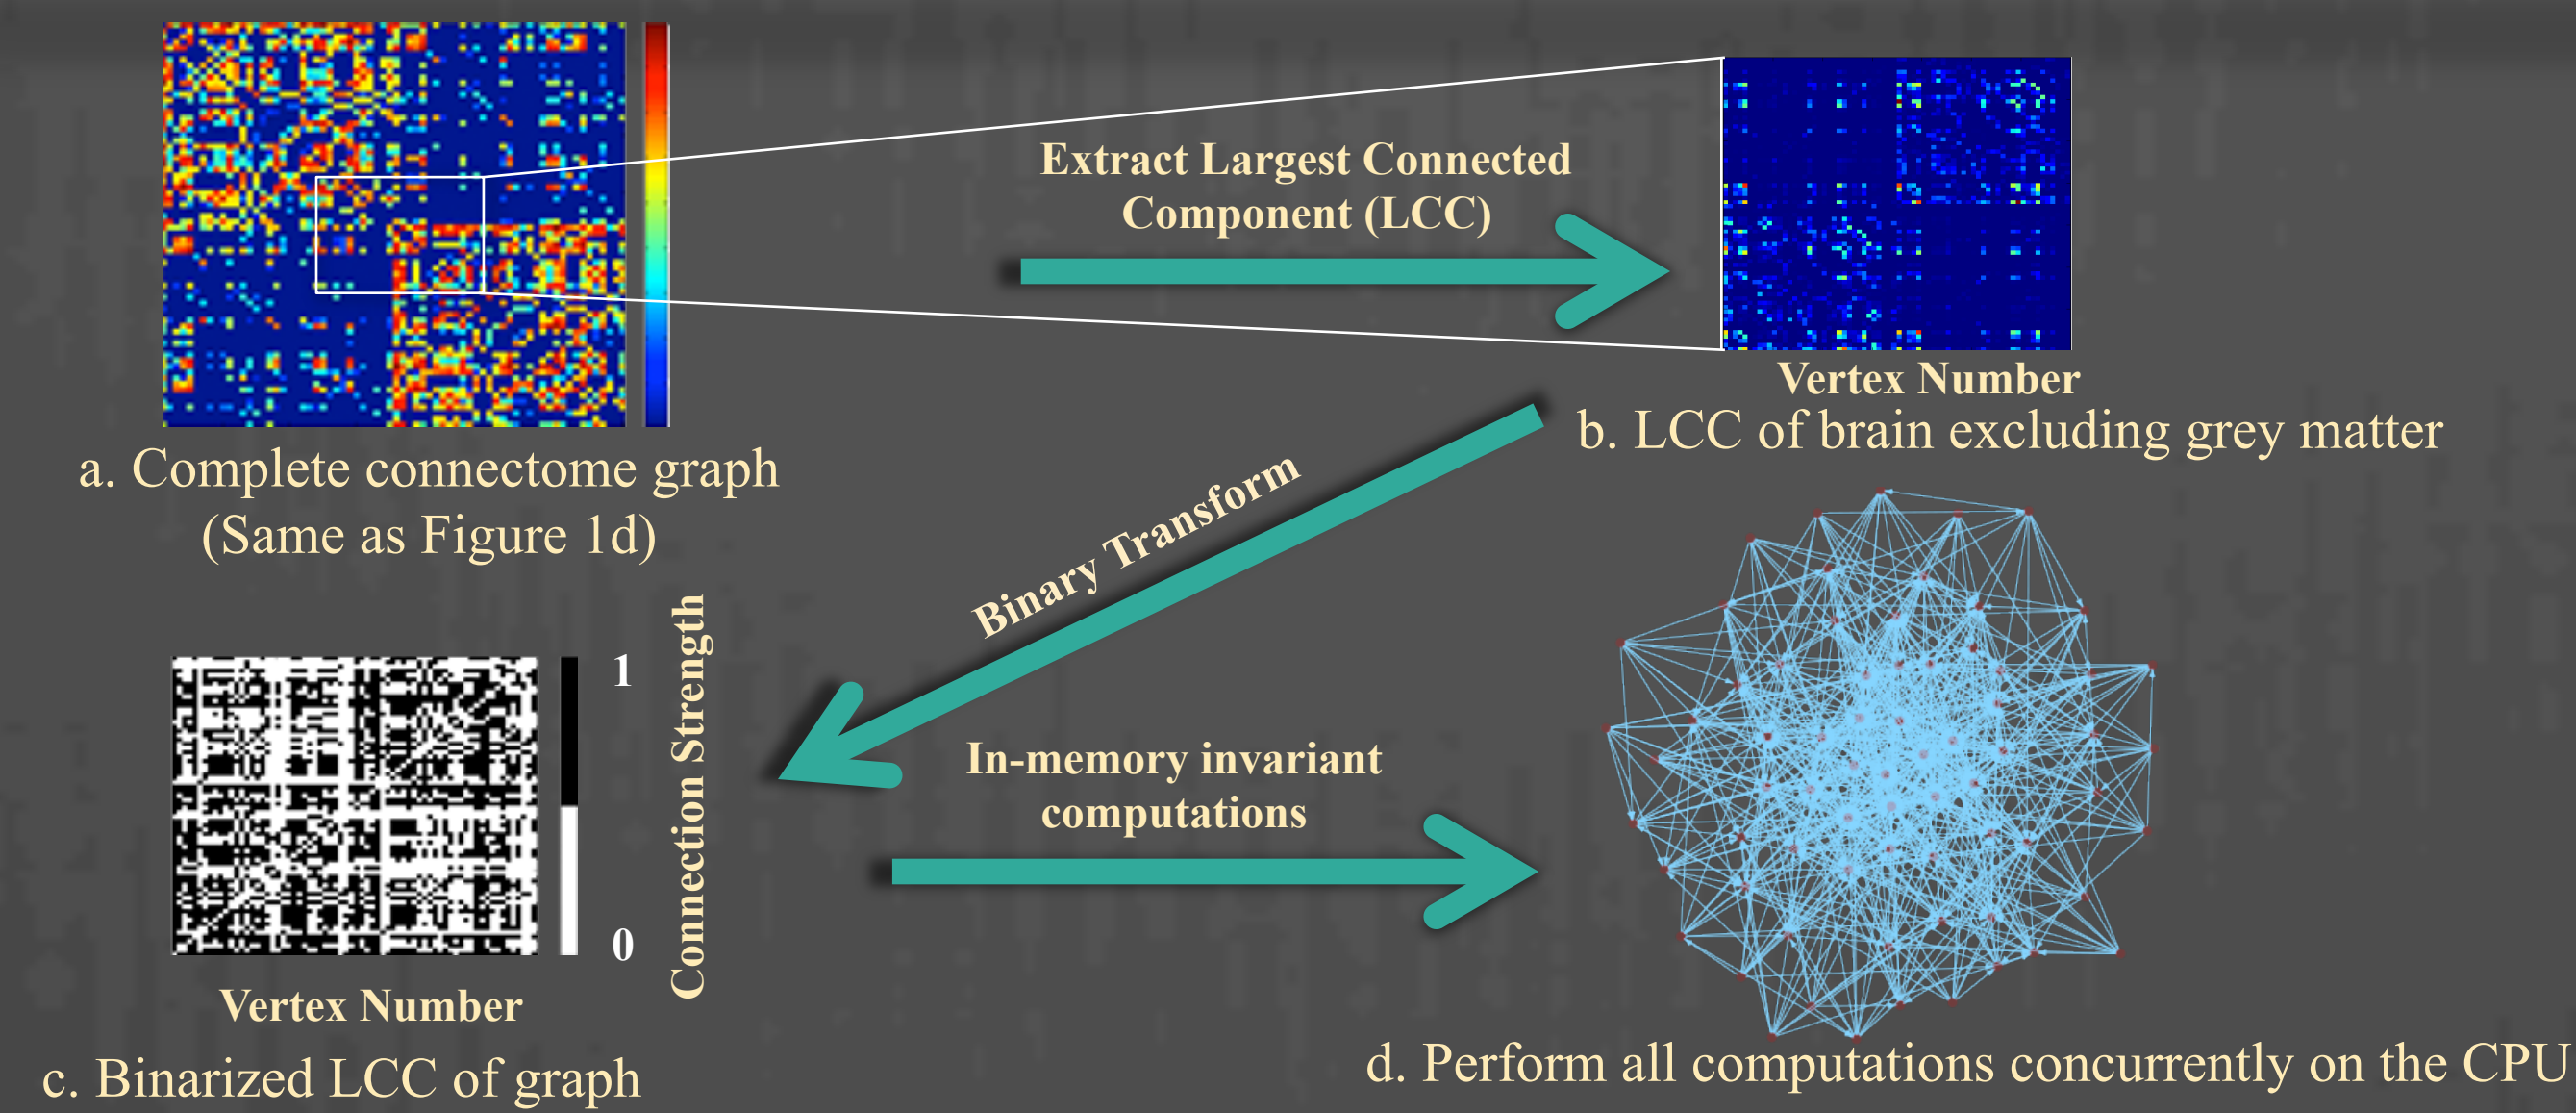 Extract Largest Connected
Component (LCC)
Vertex Number
a. Complete connectome graph
(Same as Figure 1d)
b. LCC of brain excluding grey matter
Binary Transform
1
0
Connection Strength
Vertex Number
c. Binarized LCC of graph
In-memory invariant
computations
d. Perform all computations concurrently on the CPU